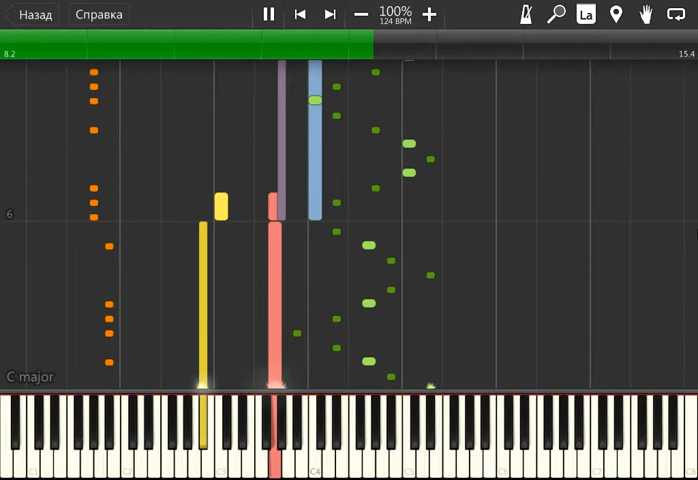 Назад
Справка
100%
124 BPM
La
8.2
15.4
6
C major
C1
C2
C3
C4
C5
C6
C7
C8